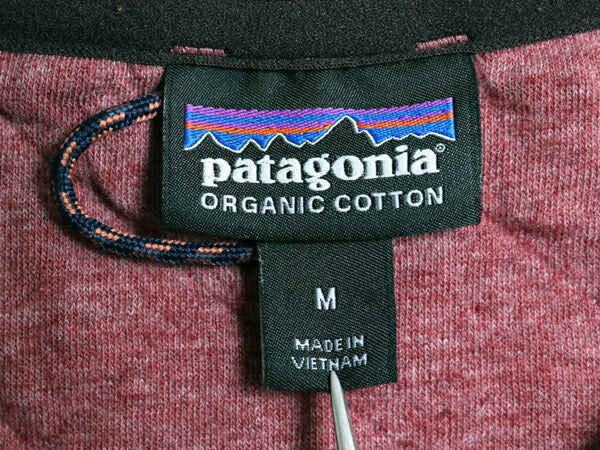 patagonia®
ORGANIC COTTON
M
MADE IN
VIETNAM